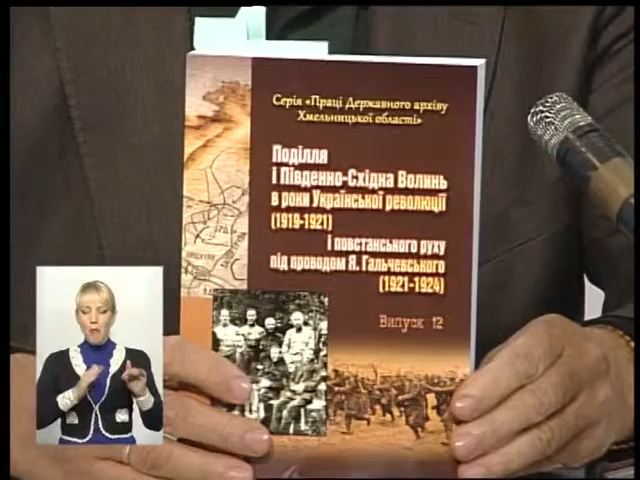 Серія «Праці Державного архіву
Хмельницької області»
Поділля
і Південно-Східна Волинь
в роки Української революції
(1919-1921)
і повстанського руху
під проводом Я. Гальчевського
(1921-1924)
Випуск 12